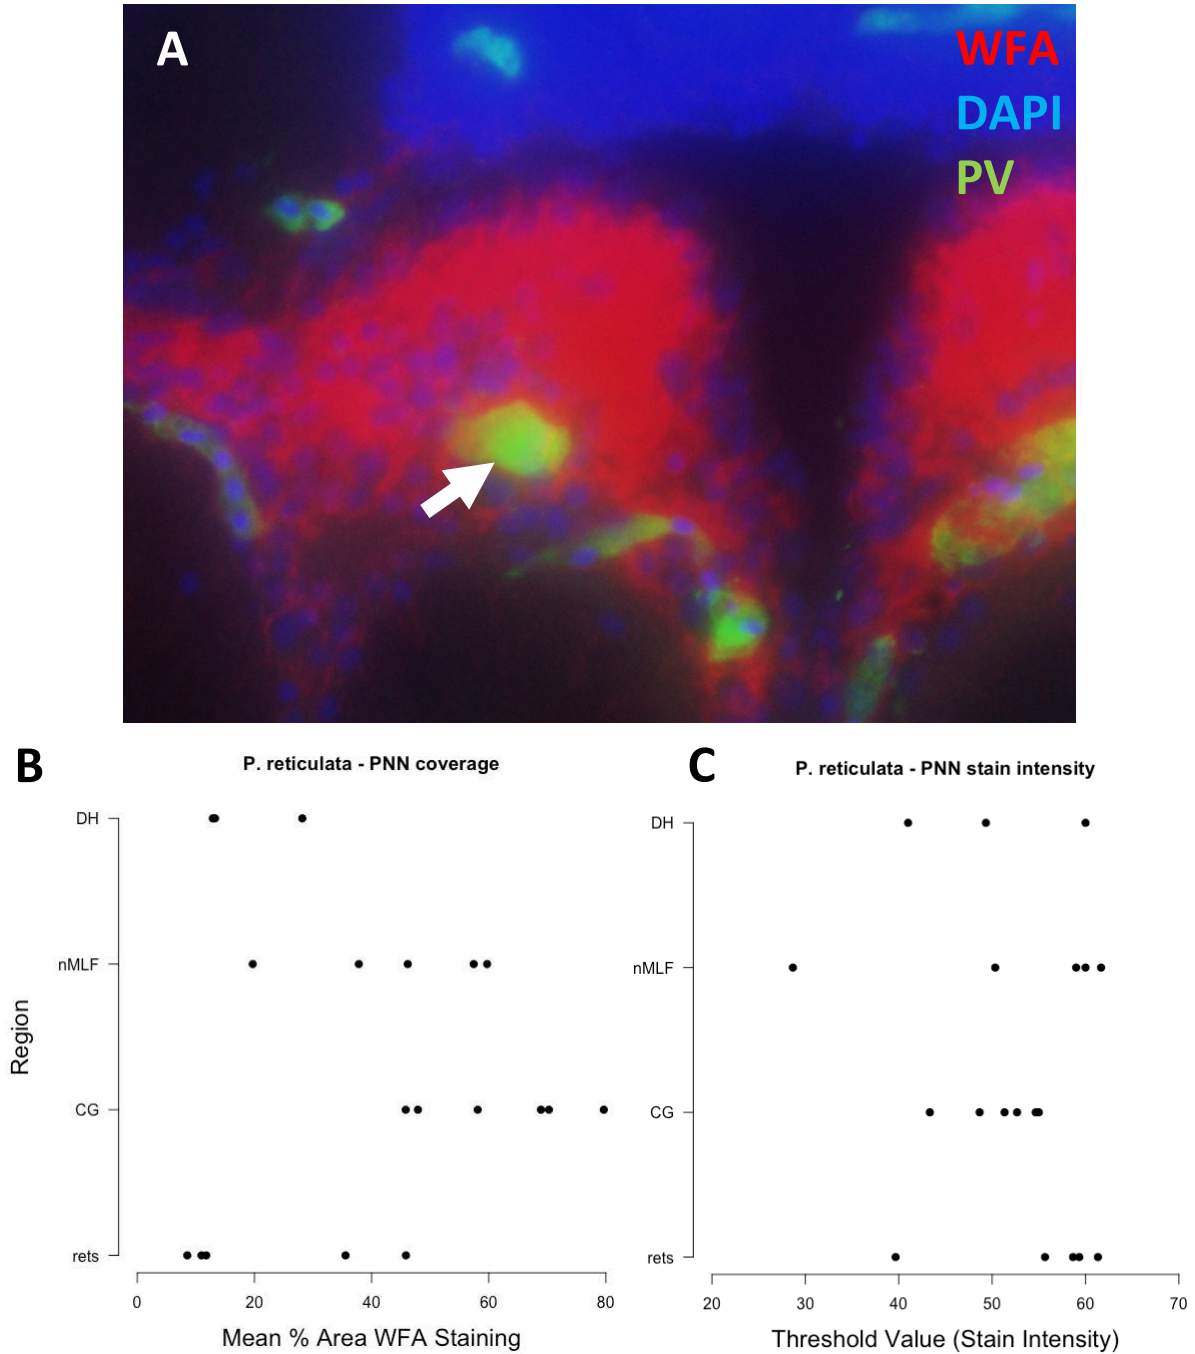 A
WFA
DAPI
PV
B
P. reticulata - PNN coverage
DH
nMLF
CG
rets
Region
0 20 40 60 80
Mean % Area WFA Staining
C
P. reticulata - PNN stain intensity
DH
nMLF
CG
rets
20 30 40 50 60 70
Threshold Value (Stain Intensity)